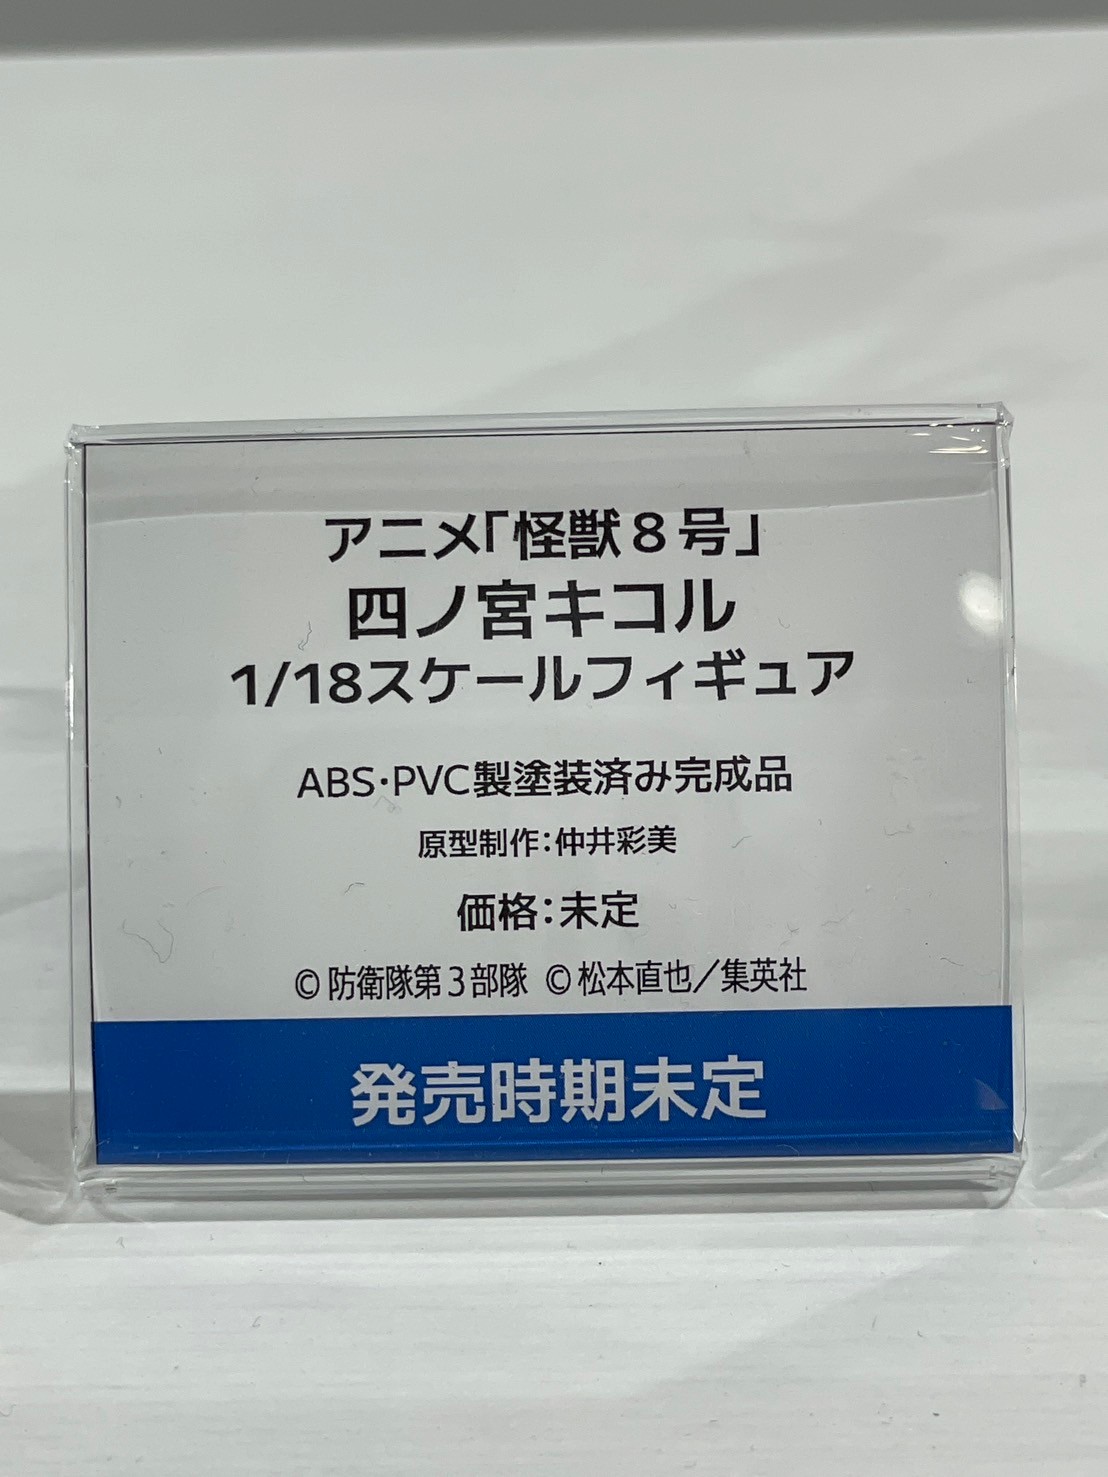 アニメ「怪獣８号」
四ノ宮キコル
1/18スケールフィギュア
ABS・PVC製塗装済み完成品
原型制作：仲井彩美
価格：未定
© 防衛隊第３部隊 © 松本直也／集英社
発売時期未定